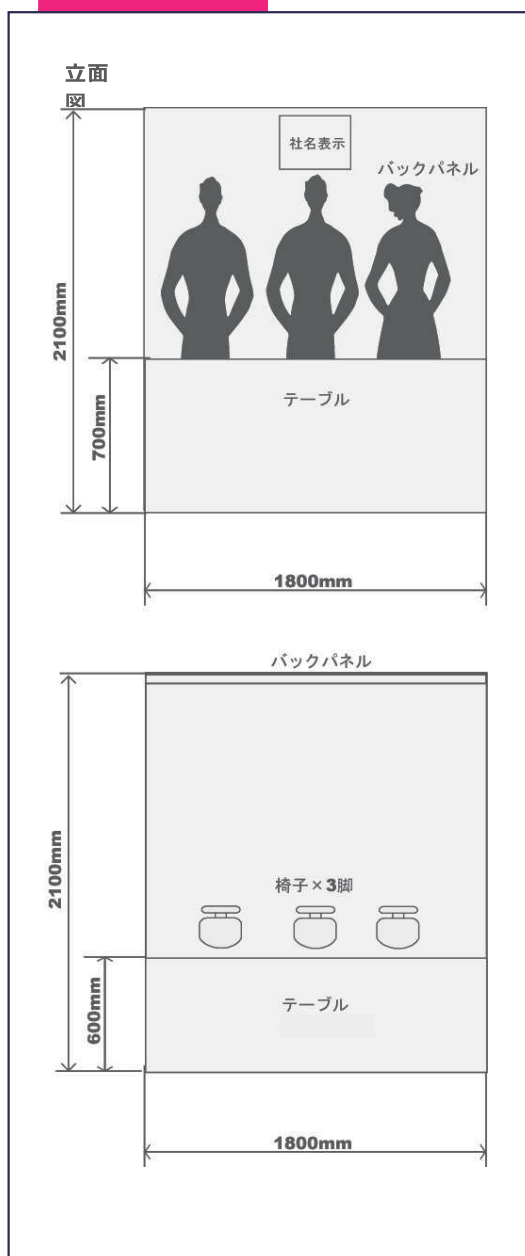 立面
図
社名表示
バックパネル
2100mm
テーブル
700mm
1800mm
バックパネル
2100mm
椅子×3脚
600mm
テーブル
1800mm